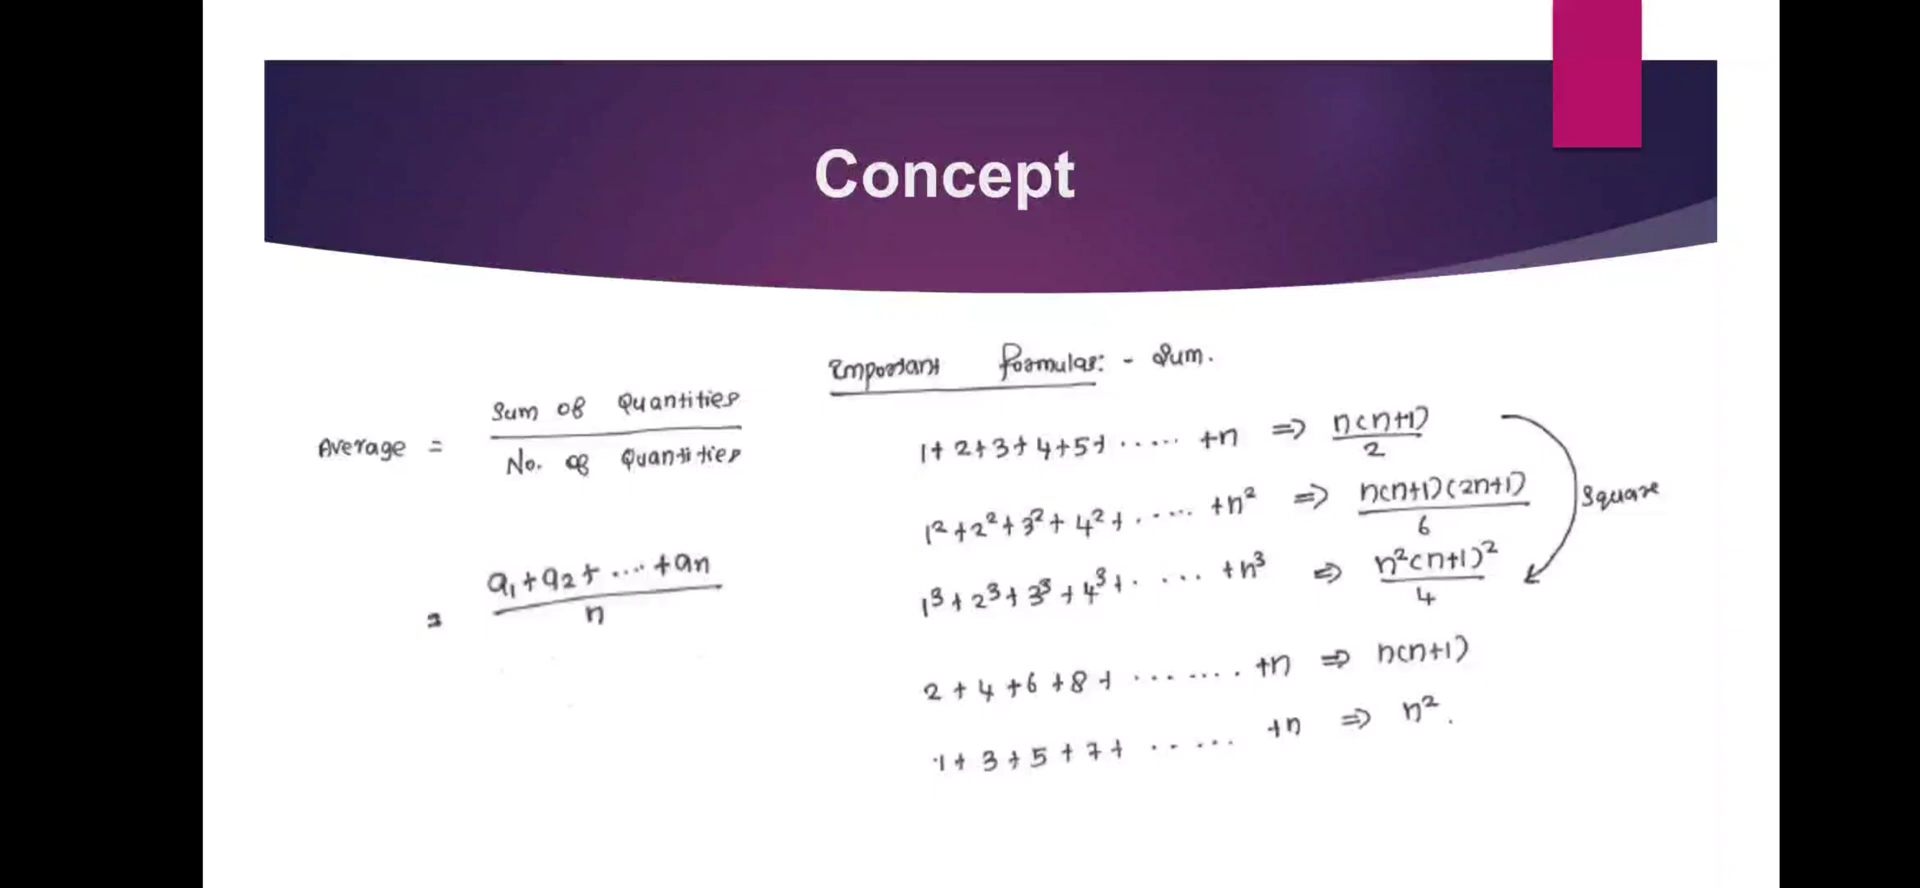 Concept
Average = Sum of Quantities / No. of Quantities
= a₁+a₂+....+an / n
Important formulas: - Sum.
1+2+3+4+5+.....+n ⇒ n(n+1)/2
1²+2²+3²+4²+.....+n² ⇒ n(n+1)(2n+1)/6
1³+2³+3³+4³+....+n³ ⇒ n²(n+1)²/4
Square
2+4+6+8+.......+n ⇒ n(n+1)
1+3+5+7+......+n ⇒ n².